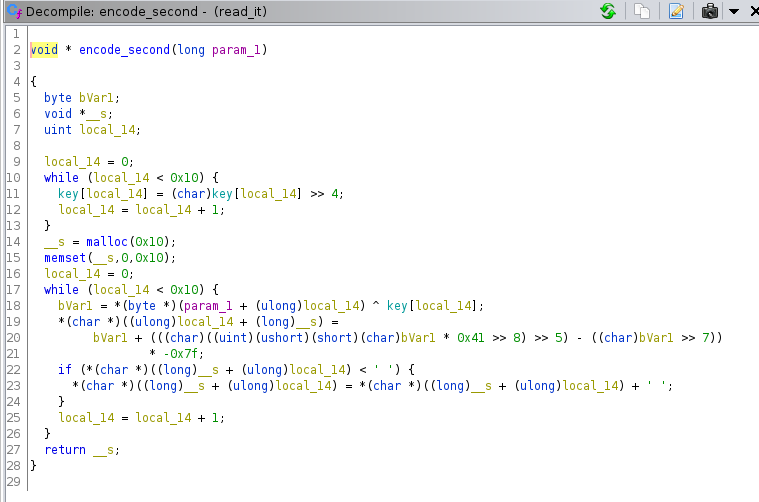 Decompile: encode_second - (read_it)
1
2 void * encode_second(long param_1)
3
4 {
5 byte bVar1;
6 void *__s;
7 uint local_14;
8
9 local_14 = 0;
10 while (local_14 < 0x10) {
11 key[local_14] = (char)key[local_14] >> 4;
12 local_14 = local_14 + 1;
13 }
14 __s = malloc(0x10);
15 memset(__s,0,0x10);
16 local_14 = 0;
17 while (local_14 < 0x10) {
18 bVar1 = *(byte *)(param_1 + (ulong)local_14) ^ key[local_14];
19 *(char *)((ulong)local_14 + (long)__s) =
20 bVar1 + (((char)((uint)(ushort)(short)(char)bVar1 * 0x41 >> 8) >> 5) - ((char)bVar1 >> 7))
21 * -0x7f;
22 if (*(char *)((long)__s + (ulong)local_14) < ' ') {
23 *(char *)((long)__s + (ulong)local_14) = *(char *)((long)__s + (ulong)local_14) + ' ';
24 }
25 local_14 = local_14 + 1;
26 }
27 return __s;
28 }
29